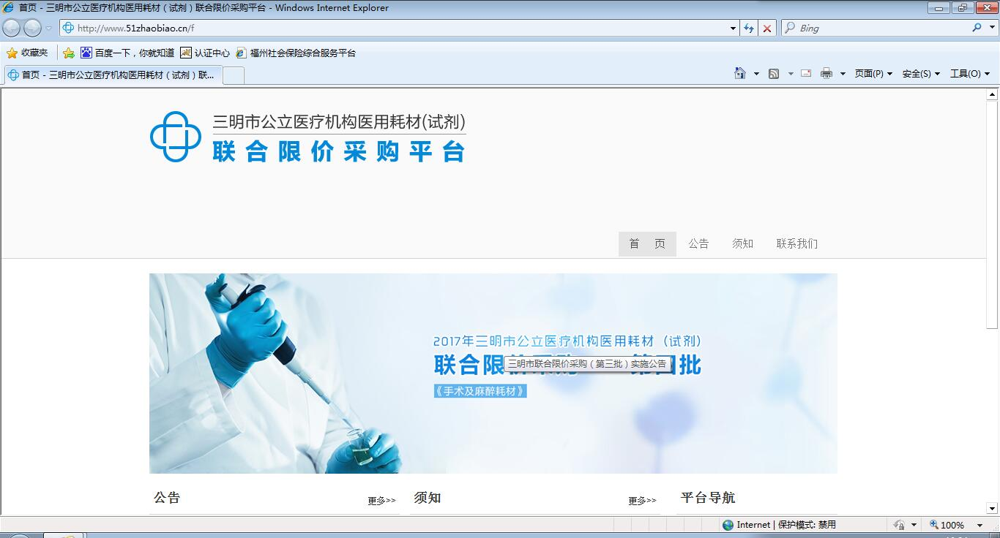 首页 - 三明市公立医疗机构医用耗材（试剂）联合限价采购平台 - Windows Internet Explorer
http://www.51zhaobiao.cn/f
Bing
收藏夹
百度一下，你就知道
认证中心
福州社会保险综合服务平台
首页 - 三明市公立医疗机构医用耗材（试剂）联...
页面(P)
安全(S)
工具(O)
三明市公立医疗机构医用耗材(试剂)
联合限价采购平台
首 页
公告
须知
联系我们
2017年三明市公立医疗机构医用耗材（试剂）
联合限价采购 第四批
三明市联合限价采购（第三批）实施公告
《手术及麻醉耗材》
公告
更多>>
须知
更多>>
平台导航
Internet | 保护模式: 禁用
100%